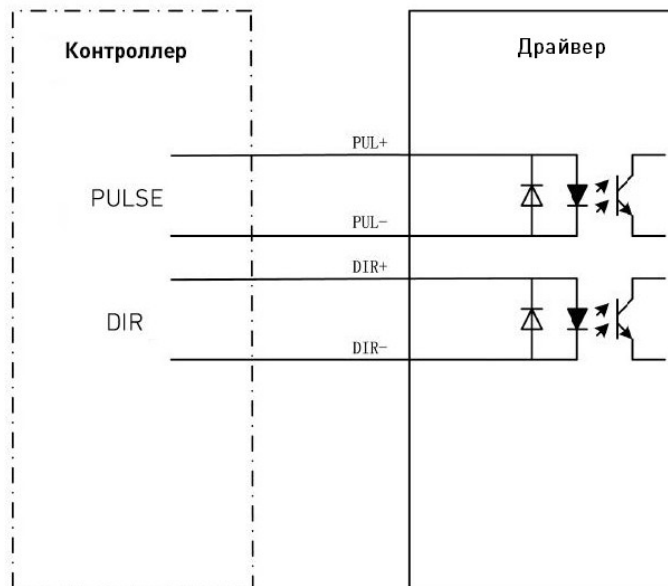 Контроллер
Драйвер
PUL+
PULSE
PUL-
DIR+
DIR
DIR-